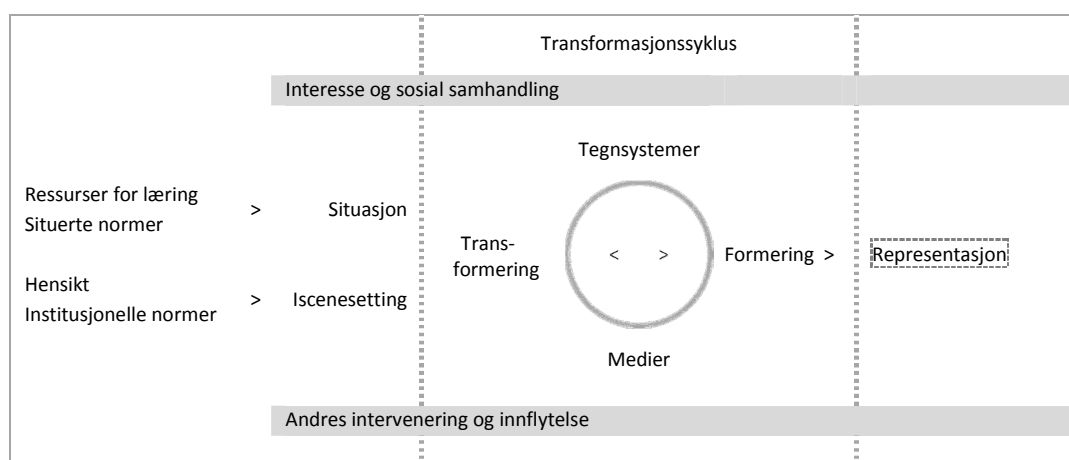 Transformasjonssyklus
Interesse og sosial samhandling
Tegnsystemer
Ressurser for læring
Situerte normer
>
Situasjon
Trans-
formering
< >
Formering >
Representasjon
Hensikt
Institusjonelle normer
>
Iscenesetting
Medier
Andres intervenering og innflytelse